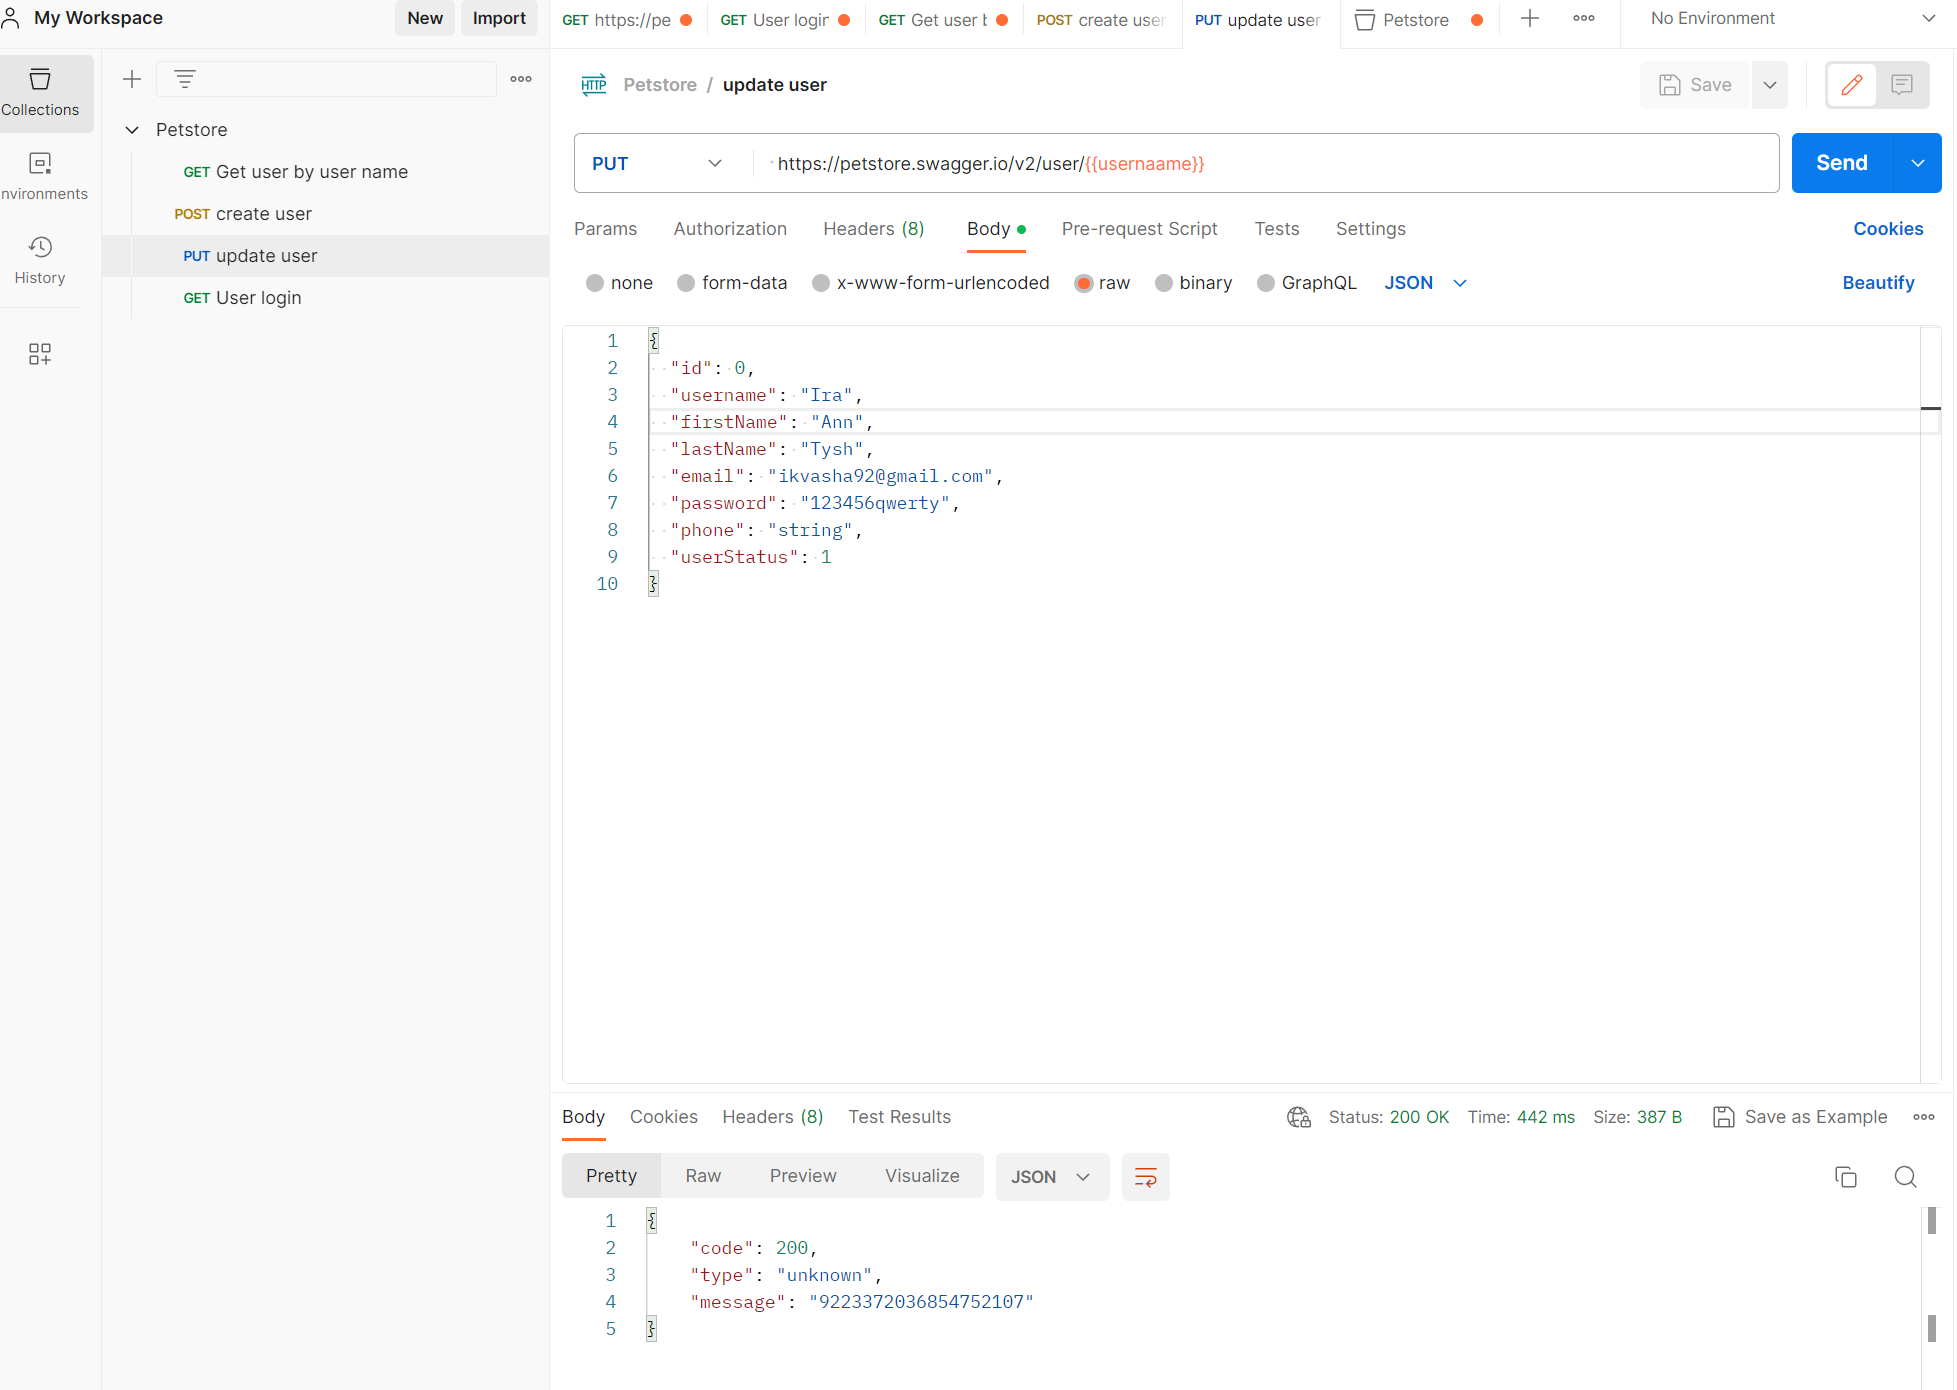 My Workspace
New
Import
GET https://pe
GET User login
GET Get user b
POST create user
PUT update user
Petstore
No Environment
Collections
nvironments
History
Petstore
GET Get user by user name
POST create user
PUT update user
GET User login
HTTP Petstore / update user
Save
PUT
https://petstore.swagger.io/v2/user/{{usernaame}}
Send
Params Authorization Headers (8) Body Pre-request Script Tests Settings Cookies
none form-data x-www-form-urlencoded raw binary GraphQL JSON Beautify
1 {
2 "id": 0,
3 "username": "Ira",
4 "firstName": "Ann",
5 "lastName": "Tysh",
6 "email": "ikvasha92@gmail.com",
7 "password": "123456qwerty",
8 "phone": "string",
9 "userStatus": 1
10 }
Body Cookies Headers (8) Test Results Status: 200 OK Time: 442 ms Size: 387 B Save as Example
Pretty Raw Preview Visualize JSON
1 {
2 "code": 200,
3 "type": "unknown",
4 "message": "9223372036854752107"
5 }